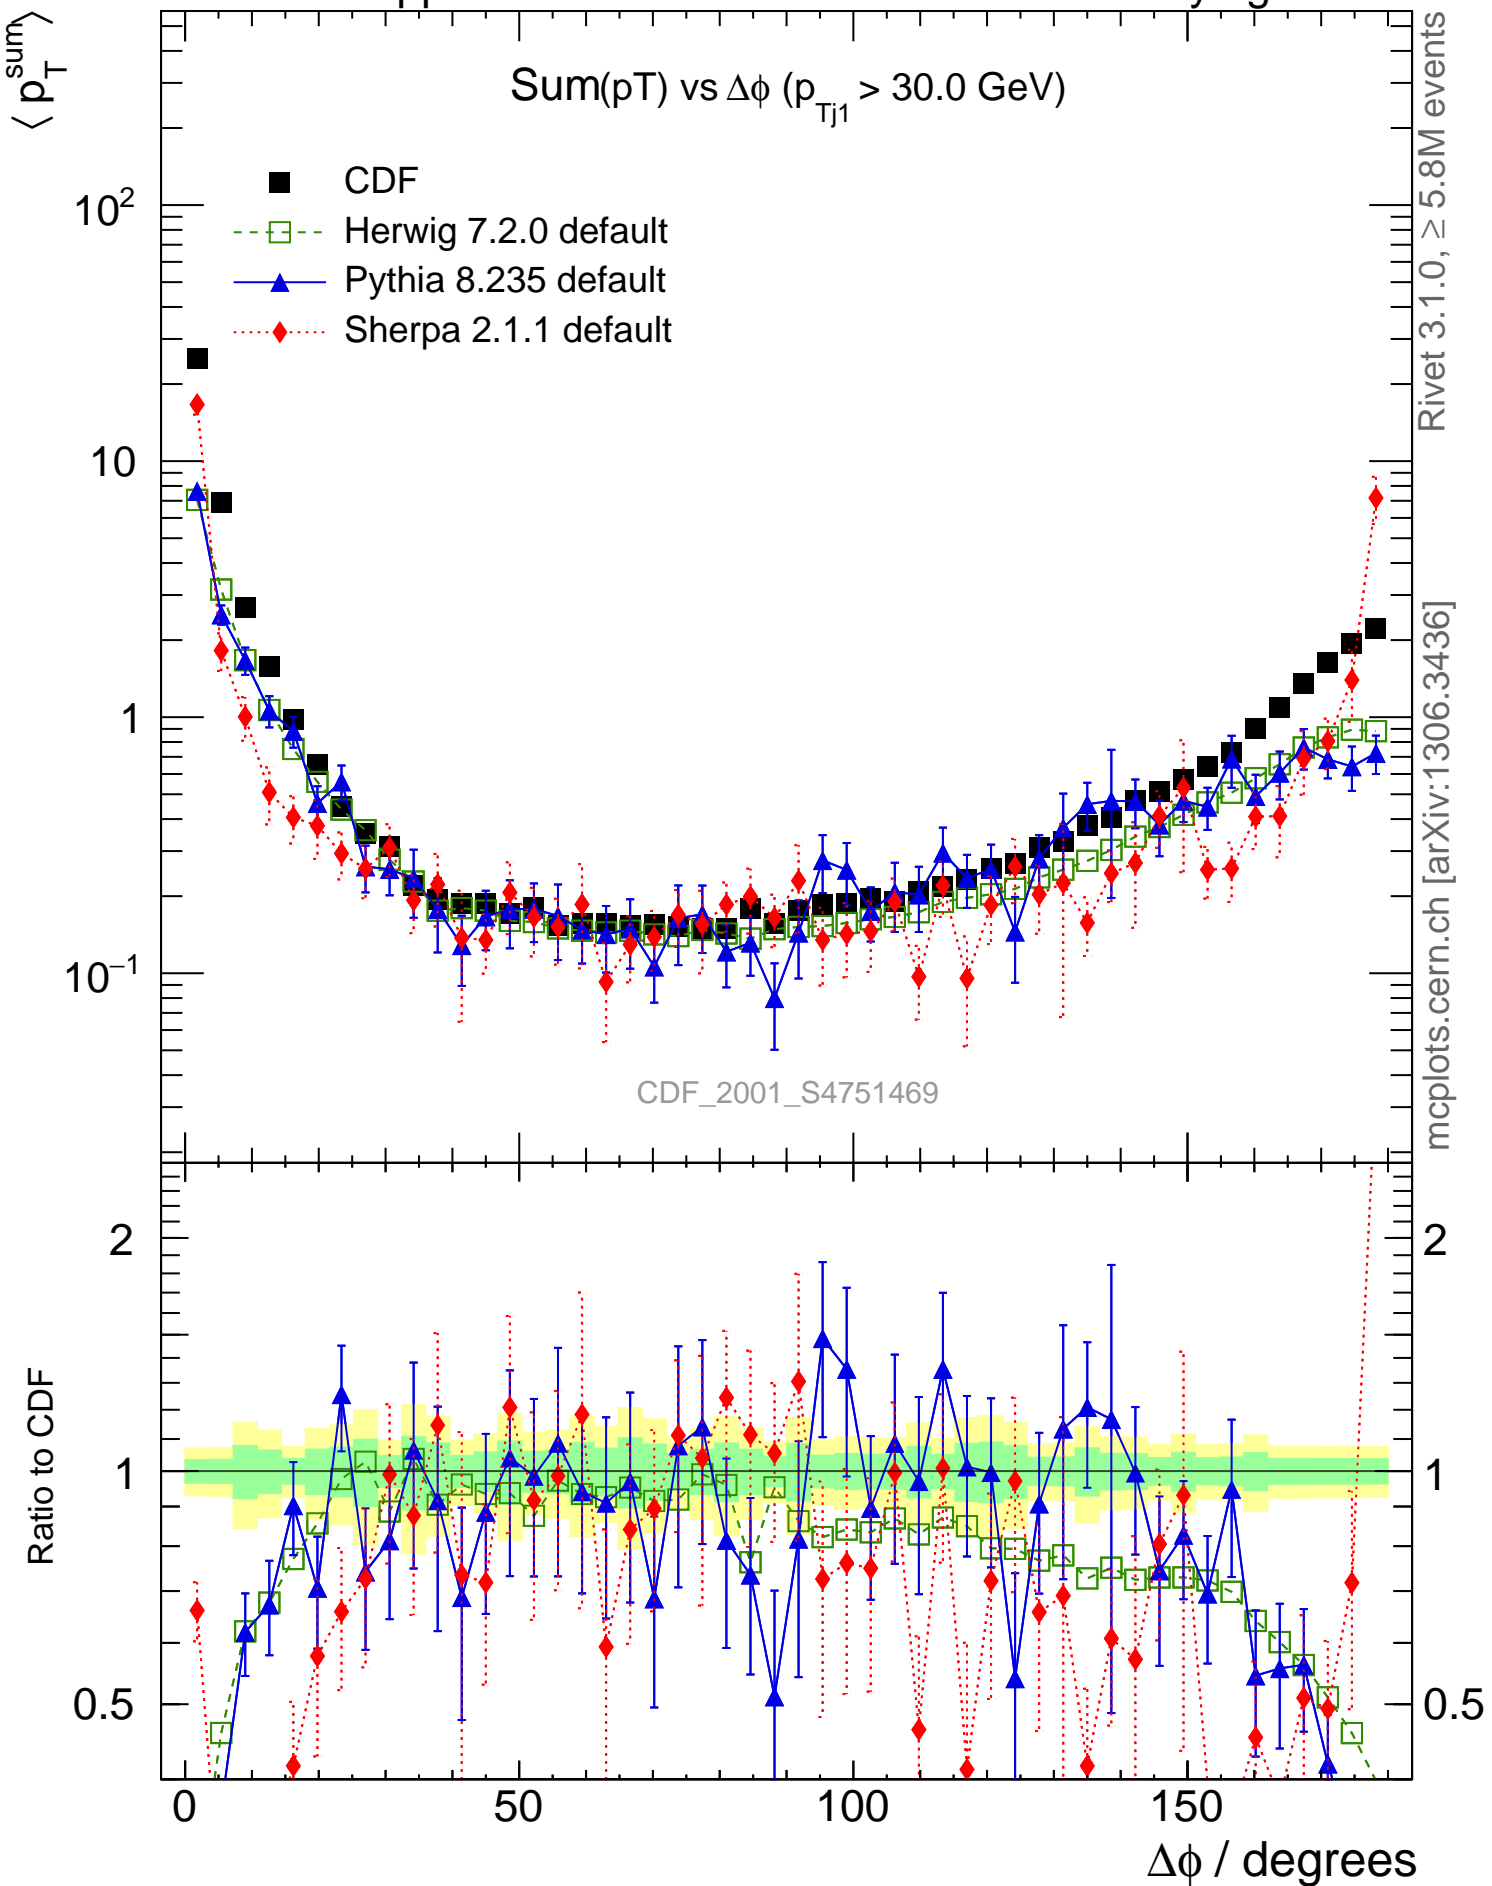 ⟨ p_T^sum ⟩
Sum(pT) vs Δϕ (p_Tj1 > 30.0 GeV)
CDF
Herwig 7.2.0 default
Pythia 8.235 default
Sherpa 2.1.1 default
10^2
10
1
10^−1
CDF_2001_S4751469
Rivet 3.1.0, ≥ 5.8M events
mcplots.cern.ch [arXiv:1306.3436]
Ratio to CDF
2
1
0.5
2
1
0.5
0
50
100
150
Δϕ / degrees